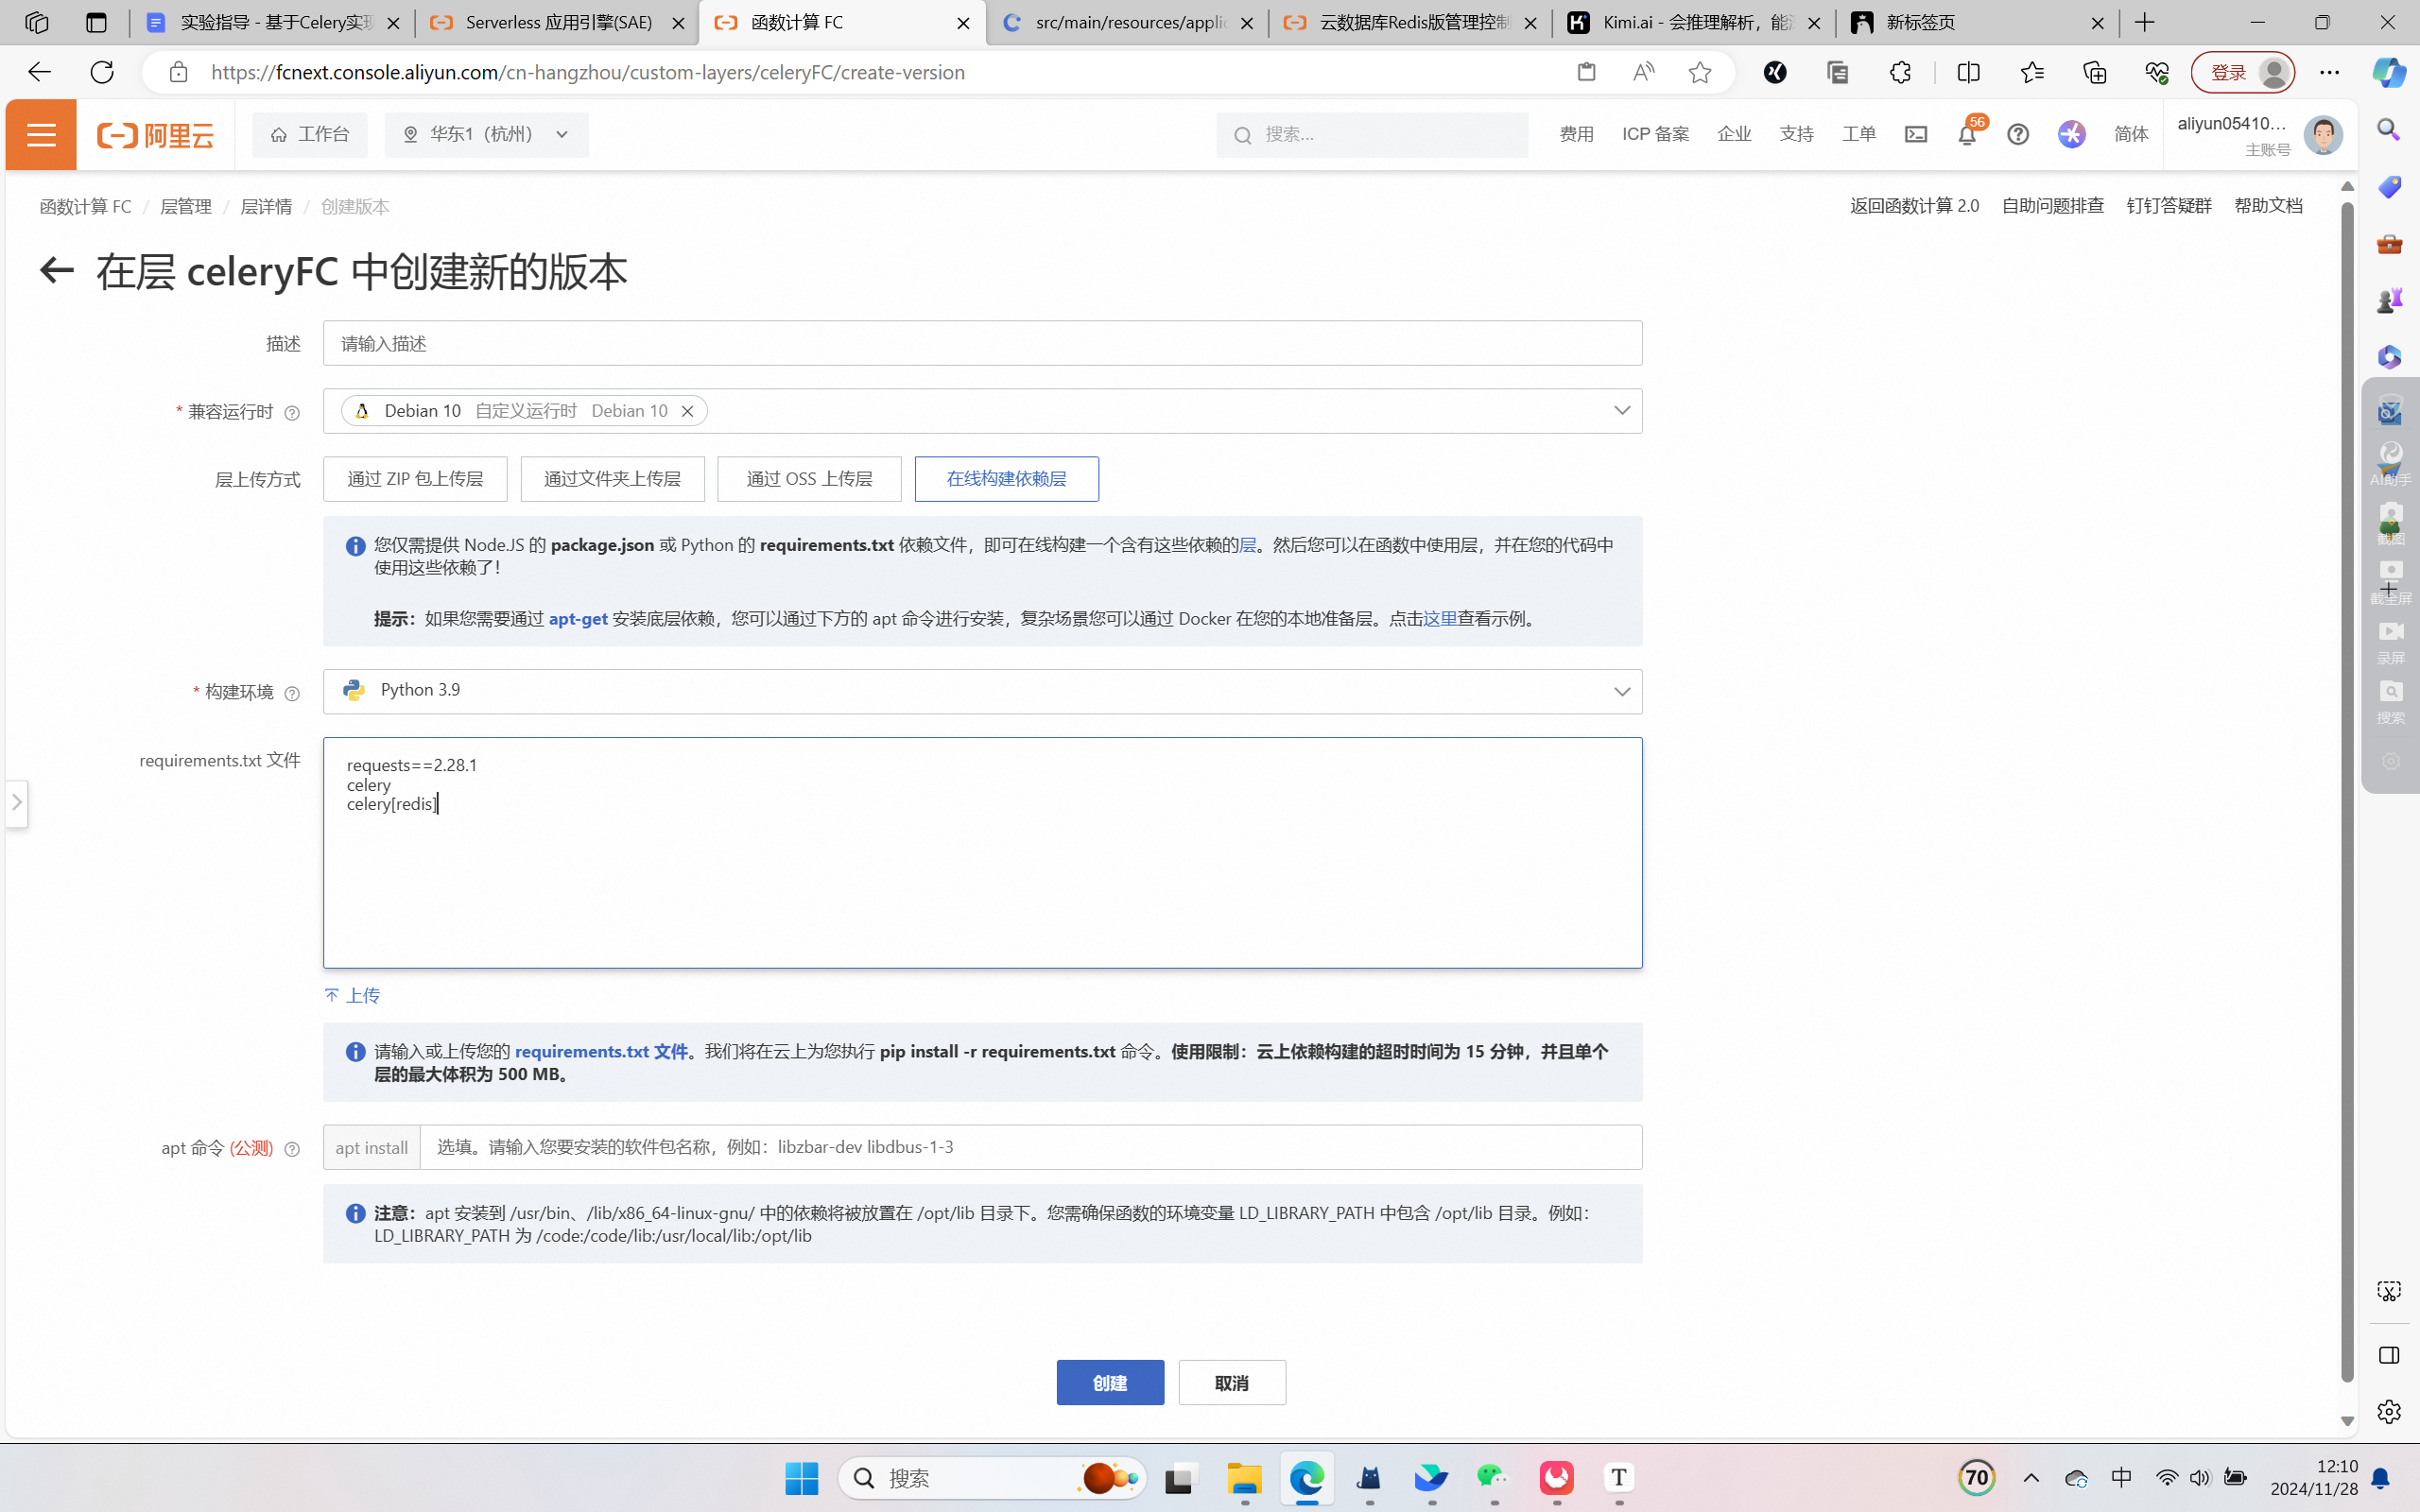 实验指导 - 基于Celery实现
Serverless 应用引擎(SAE)
函数计算 FC
src/main/resources/applic
云数据库Redis版管理控制
Kimi.ai - 会推理解析，能深
新标签页
https://fcnext.console.aliyun.com/cn-hangzhou/custom-layers/celeryFC/create-version
登录
阿里云
工作台
华东1（杭州）
搜索...
费用
ICP 备案
企业
支持
工单
56
简体
aliyun05410...
主账号
函数计算 FC / 层管理 / 层详情 / 创建版本
返回函数计算 2.0
自助问题排查
钉钉答疑群
帮助文档
在层 celeryFC 中创建新的版本
描述
请输入描述
* 兼容运行时
Debian 10 自定义运行时 Debian 10
层上传方式
通过 ZIP 包上传层
通过文件夹上传层
通过 OSS 上传层
在线构建依赖层
您仅需提供 Node.JS 的 package.json 或 Python 的 requirements.txt 依赖文件，即可在线构建一个含有这些依赖的层。然后您可以在函数中使用层，并在您的代码中
使用这些依赖了！
提示：如果您需要通过 apt-get 安装底层依赖，您可以通过下方的 apt 命令进行安装，复杂场景您可以通过 Docker 在您的本地准备层。点击这里查看示例。
* 构建环境
Python 3.9
requirements.txt 文件
requests==2.28.1
celery
celery[redis]
上传
请输入或上传您的 requirements.txt 文件。我们将在云上为您执行 pip install -r requirements.txt 命令。使用限制：云上依赖构建的超时时间为 15 分钟，并且单个
层的最大体积为 500 MB。
apt 命令 (公测)
apt install
选填。请输入您要安装的软件包名称，例如：libzbar-dev libdbus-1-3
注意：apt 安装到 /usr/bin、/lib/x86_64-linux-gnu/ 中的依赖将被放置在 /opt/lib 目录下。您需确保函数的环境变量 LD_LIBRARY_PATH 中包含 /opt/lib 目录。例如：
LD_LIBRARY_PATH 为 /code:/code/lib:/usr/local/lib:/opt/lib
创建
取消
AI助手
截图
截全屏
录屏
搜索
搜索
T
70
中
12:10
2024/11/28